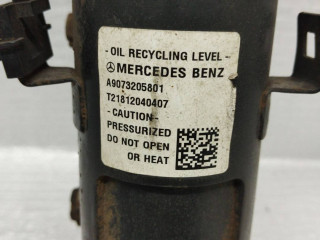 - OIL RECYCLING LEVEL -
MERCEDES BENZ
A9073205801
T21812040407
- CAUTION -
PRESSURIZED
DO NOT OPEN
OR HEAT